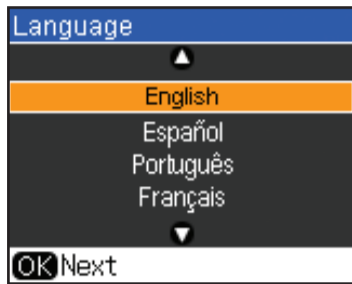 Language
English
Español
Português
Français
OK Next